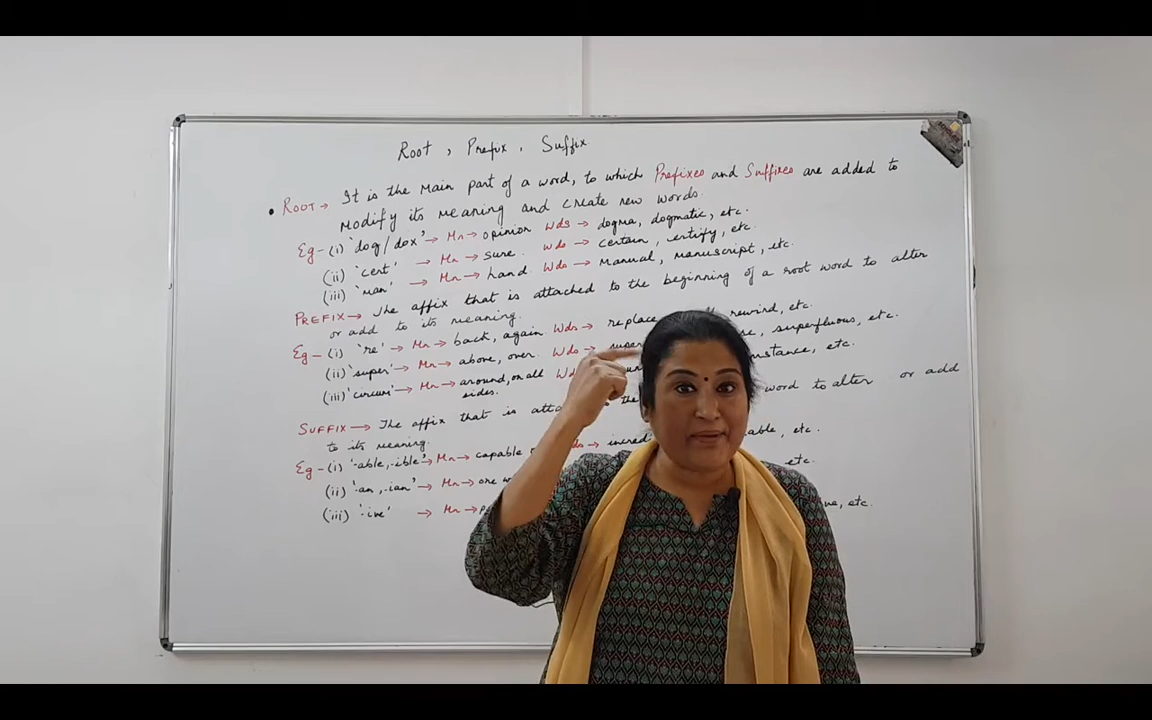 Root, Prefix, Suffix
• ROOT → It is the Main part of a word, to which Prefixes and Suffixes are added to
Modify its meaning and create new words.
Eg - (i) 'dog/dox' → Mn → opinion Wds → dogma, dogmatic, etc.
(ii) 'cert' → Mn → sure. Wds → certain, certify, etc.
(iii) 'man' → Mn → hand Wds → Manual, manuscript, etc.
PREFIX → The affix that is attached to the beginning of a root word to alter
or add to its meaning.
Eg - (i) 're' → Mn → back, again Wds → replace, rewind, etc.
(ii) 'super' → Mn → above, over. Wds → super superfluous, etc.
(iii) 'circum' → Mn → around, on all Wds etc.
sides.
SUFFIX → The affix that is the word to alter or add
to its meaning.
Eg - (i) '-able, -ible' → Mn → capable etc.
(ii) '-an, -ian' → Mn → one etc.
(iii) '-ive' → Mn → etc.